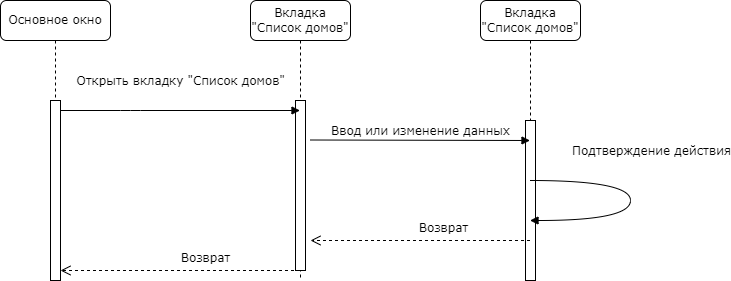 Основное окно
Вкладка
"Список домов"
Вкладка
"Список домов"
Открыть вкладку "Список домов"
Ввод или изменение данных
Подтверждение действия
Возврат
Возврат